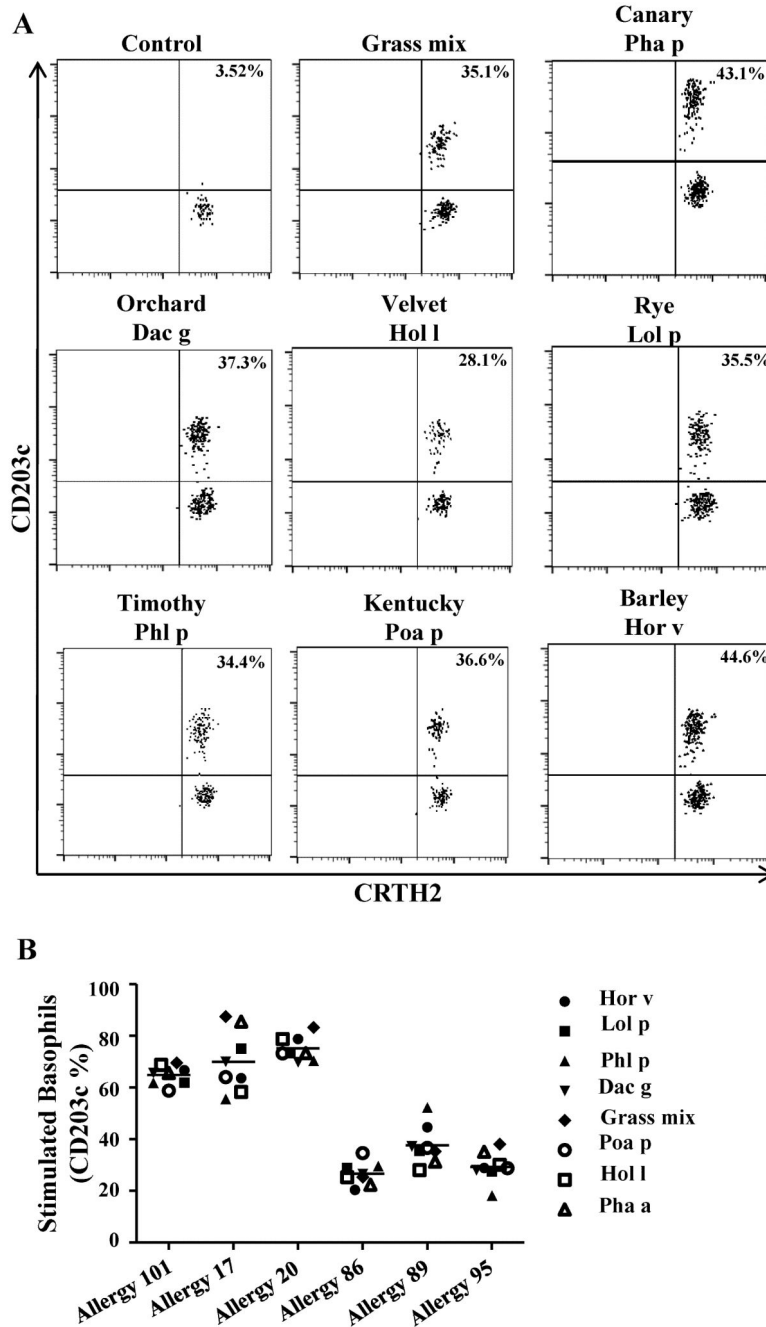 A
Control
3.52%
Grass mix
35.1%
Canary
Pha p
43.1%
Orchard
Dac g
37.3%
Velvet
Hol l
28.1%
Rye
Lol p
35.5%
Timothy
Phl p
34.4%
Kentucky
Poa p
36.6%
Barley
Hor v
44.6%
CD203c
CRTH2
B
Stimulated Basophils
(CD203c %)
100
80
60
40
20
0
Allergy 101
Allergy 17
Allergy 20
Allergy 86
Allergy 89
Allergy 95
Hor v
Lol p
Phl p
Dac g
Grass mix
Poa p
Hol l
Pha a